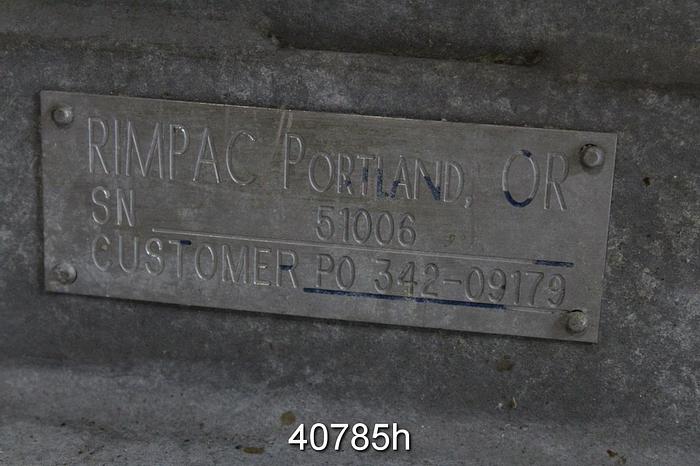 RIMPAC PORTLAND, OR
SN 51006
CUSTOMER PO 342-09179
40785h